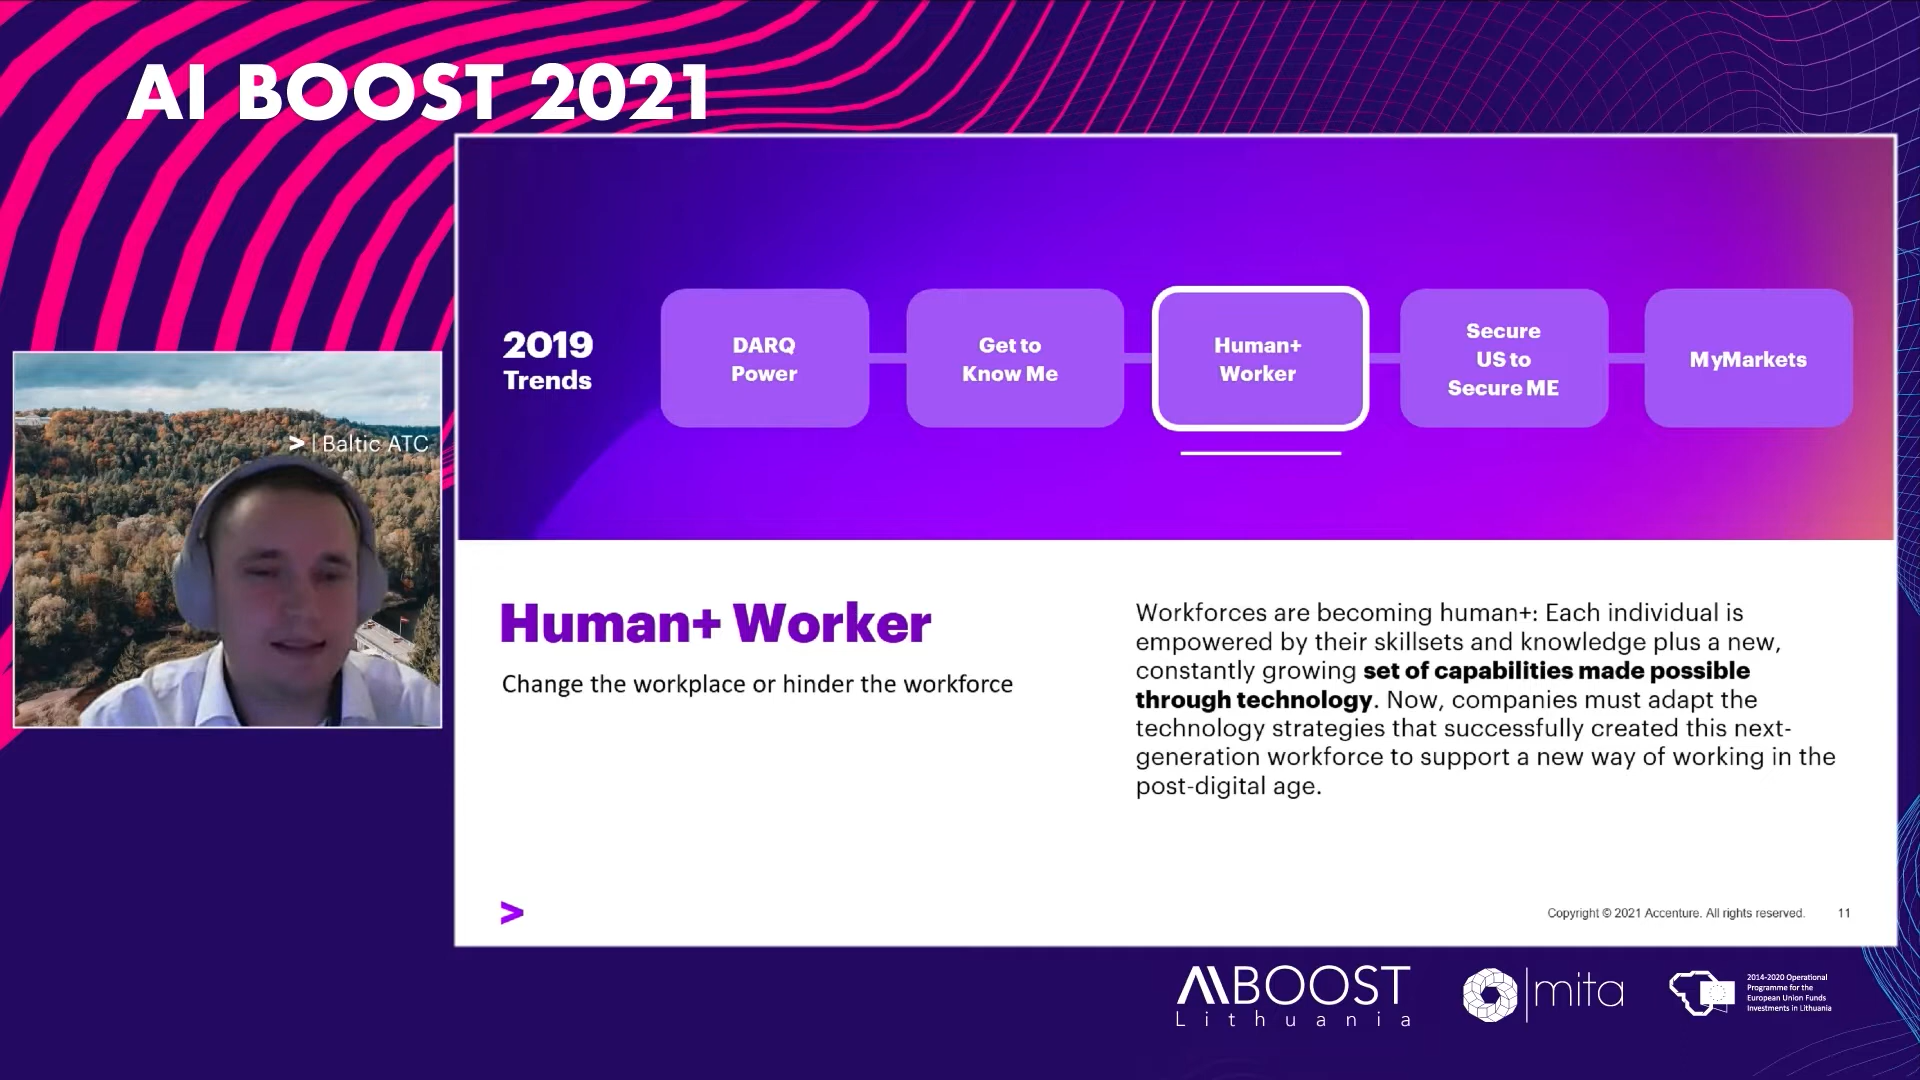 AI BOOST 2021
2019
Trends
DARQ
Power
Get to
Know Me
Human+
Worker
Secure
US to
Secure ME
MyMarkets
> | Baltic ATC
Human+ Worker
Change the workplace or hinder the workforce
Workforces are becoming human+: Each individual is
empowered by their skillsets and knowledge plus a new,
constantly growing set of capabilities made possible
through technology. Now, companies must adapt the
technology strategies that successfully created this next-
generation workforce to support a new way of working in the
post-digital age.
>
Copyright © 2021 Accenture. All rights reserved. 11
AIBOOST
Lithuania
mita
2014-2020 Operational
Programme for the
European Union Funds
Investments in Lithuania